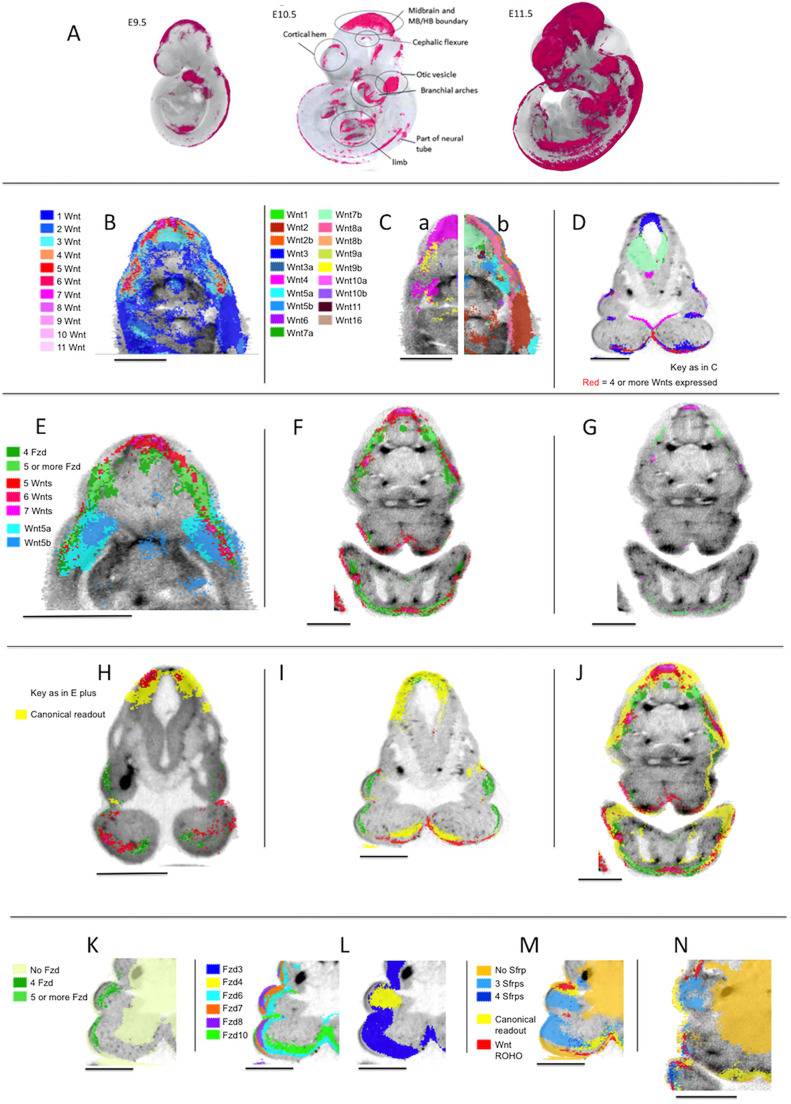 A
E9.5
E10.5
E11.5
Midbrain and
MB/HB boundary
Cortical hem
Cephalic flexure
Otic vesicle
Branchial arches
Part of neural
tube
limb
B
1 Wnt
2 Wnt
3 Wnt
4 Wnt
5 Wnt
6 Wnt
7 Wnt
8 Wnt
9 Wnt
10 Wnt
11 Wnt
C
a
b
Wnt1
Wnt2
Wnt2b
Wnt3
Wnt3a
Wnt4
Wnt5a
Wnt5b
Wnt6
Wnt7a
Wnt7b
Wnt8a
Wnt8b
Wnt9a
Wnt9b
Wnt10a
Wnt10b
Wnt11
Wnt16
D
Key as in C
Red = 4 or more Wnts expressed
E
4 Fzd
5 or more Fzd
5 Wnts
6 Wnts
7 Wnts
Wnt5a
Wnt5b
F
G
H
Key as in E plus
Canonical readout
I
J
K
No Fzd
4 Fzd
5 or more Fzd
L
Fzd3
Fzd4
Fzd6
Fzd7
Fzd8
Fzd10
M
No Sfrp
3 Sfrps
4 Sfrps
Canonical
readout
Wnt
ROHO
N